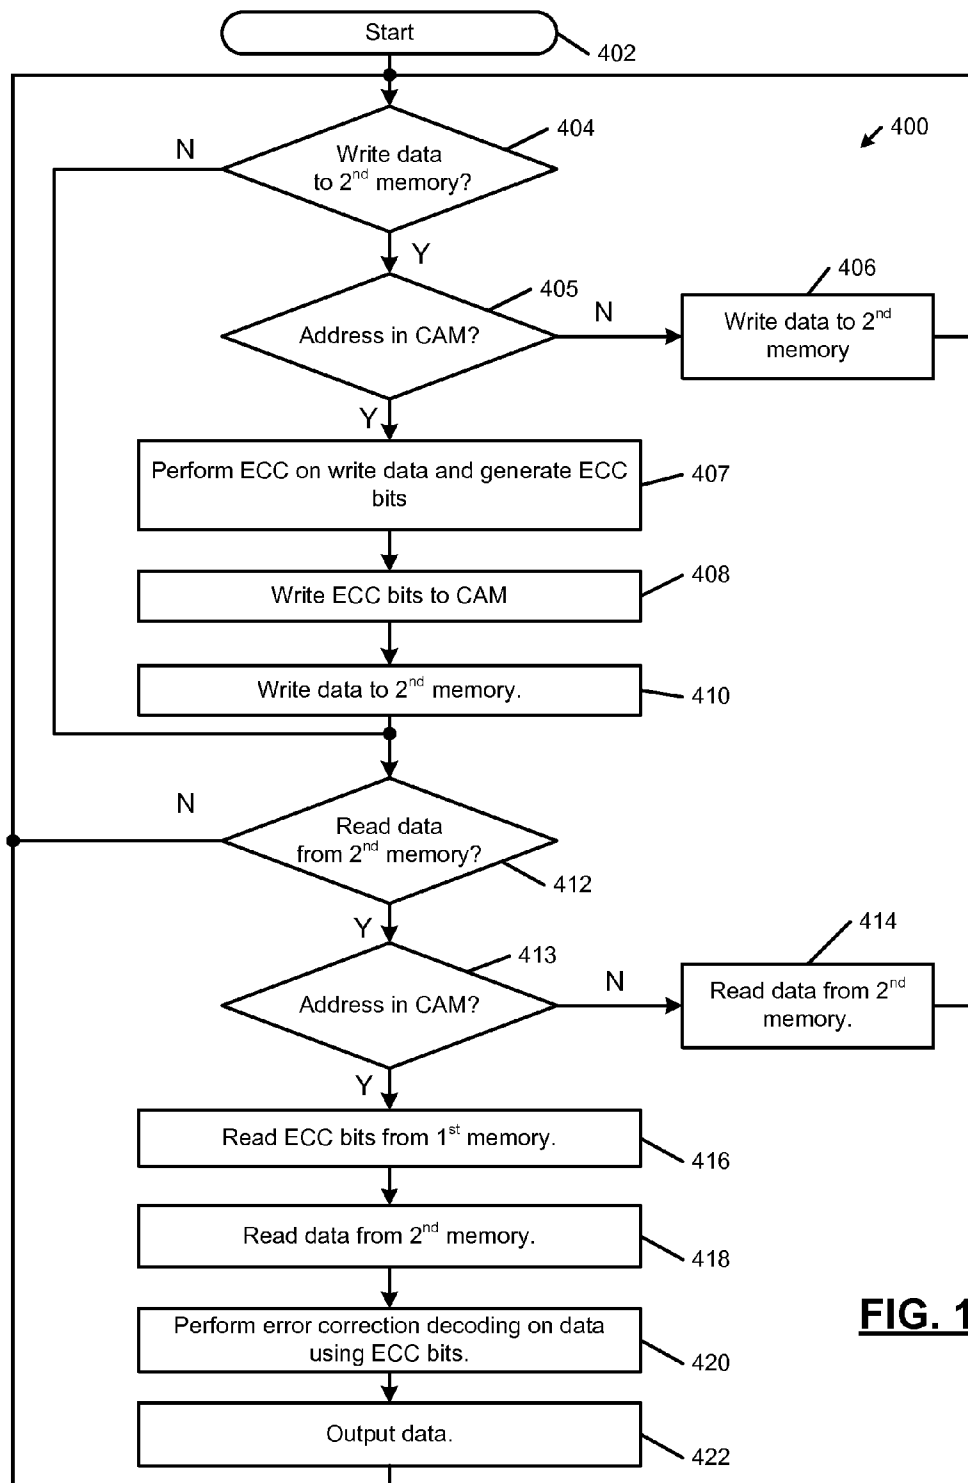 Start
402
400
404
N
Write data
to 2nd memory?
Y
405
406
Address in CAM?
N
Write data to 2nd
memory
Y
Perform ECC on write data and generate ECC
bits
407
Write ECC bits to CAM
408
Write data to 2nd memory.
410
N
Read data
from 2nd memory?
412
Y
413
414
Address in CAM?
N
Read data from 2nd
memory.
Y
Read ECC bits from 1st memory.
416
Read data from 2nd memory.
418
FIG. 1
Perform error correction decoding on data
using ECC bits.
420
Output data.
422